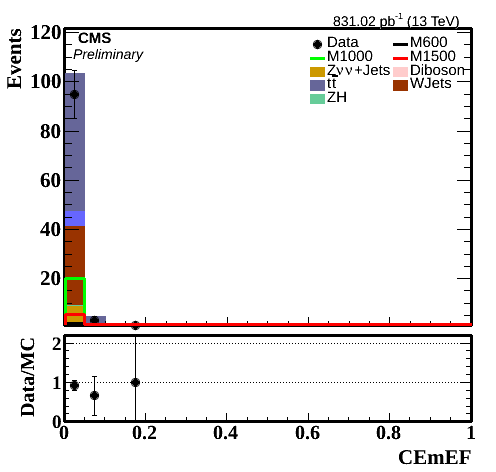 831.02 pb⁻¹ (13 TeV)
CMS
Preliminary
Data
M600
M1000
M1500
Zνν+Jets
Diboson
tt̄
WJets
ZH
Events
120
100
80
60
40
20
Data/MC
2
1
0
0 0.2 0.4 0.6 0.8 1
CEmEF